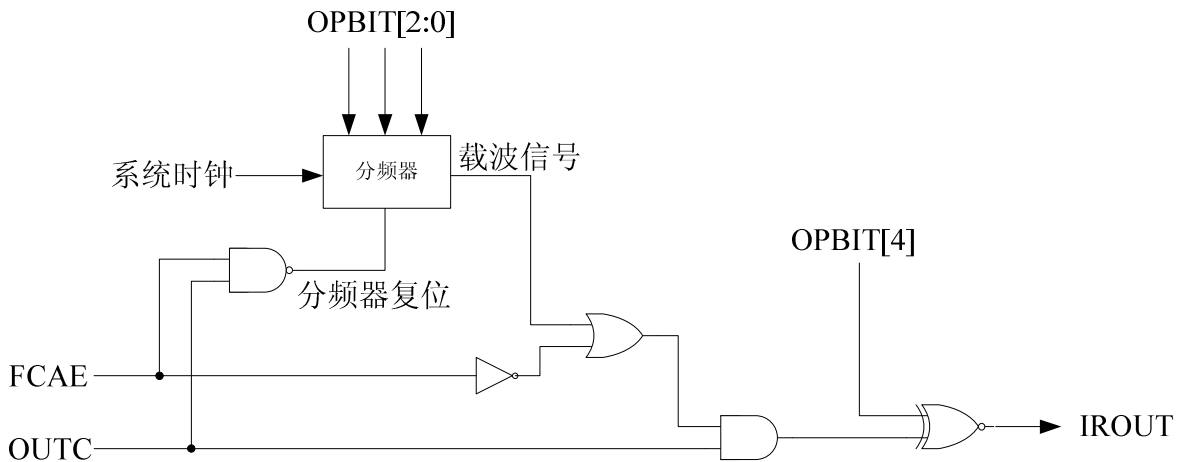 OPBIT[2:0]
系统时钟
分频器
载波信号
OPBIT[4]
分频器复位
FCAE
OUTC
IROUT